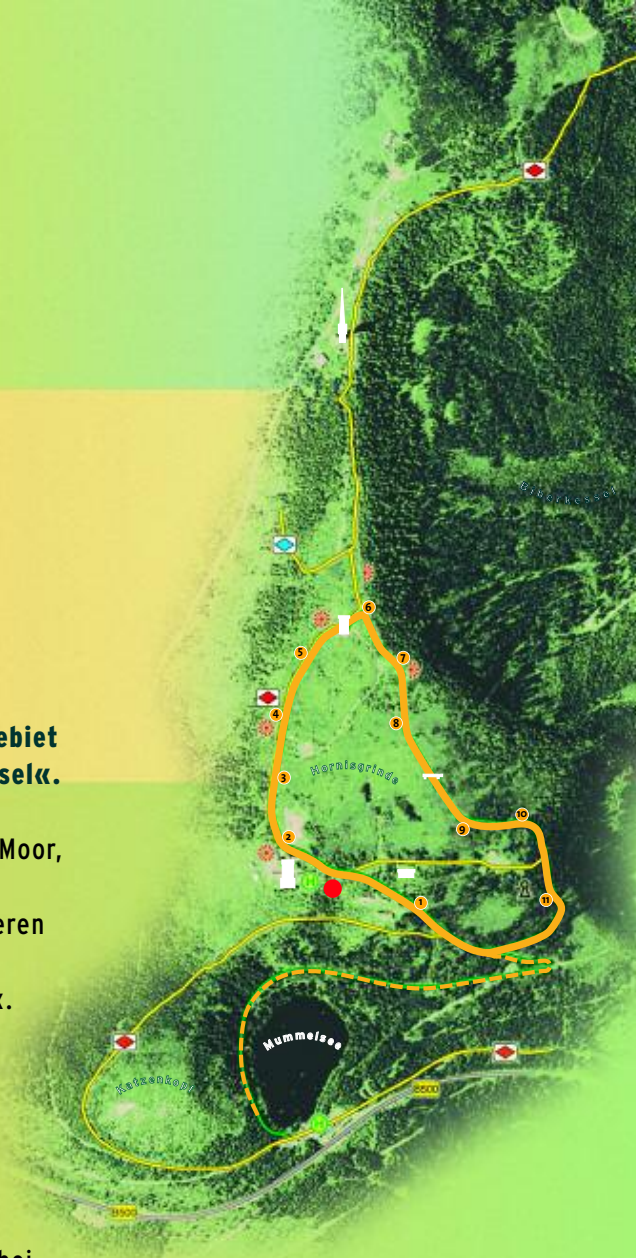 Biberkessel
6
7
5
4
8
ebiet
3
Hornisgrinde
sel«.
10
9
2
Moor,
H
1
11
eren
x.
Mummelsee
Katzenkopf
B500
H
B500
bei